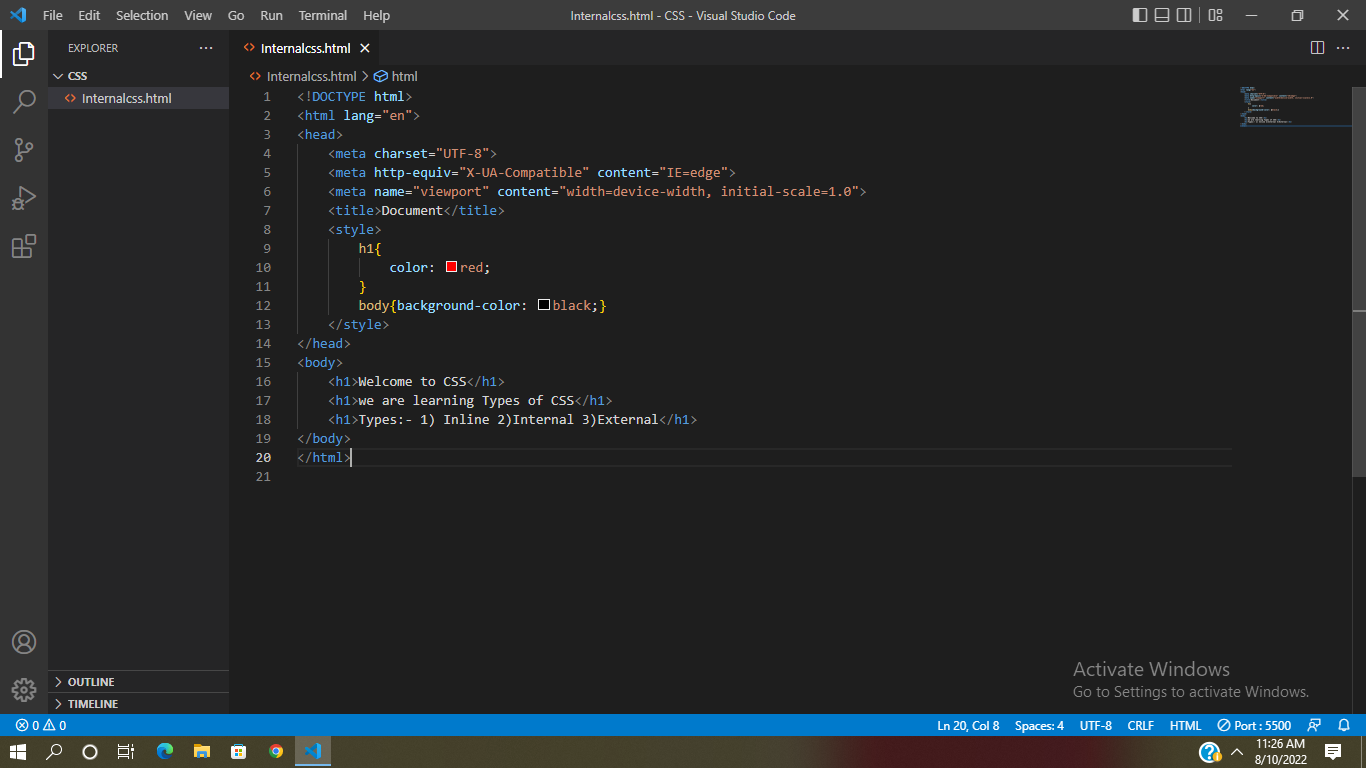 File Edit Selection View Go Run Terminal Help Internalcss.html - CSS - Visual Studio Code
EXPLORER
CSS
Internalcss.html
OUTLINE
TIMELINE
Internalcss.html
Internalcss.html > html
1 <!DOCTYPE html>
2 <html lang="en">
3 <head>
4 <meta charset="UTF-8">
5 <meta http-equiv="X-UA-Compatible" content="IE=edge">
6 <meta name="viewport" content="width=device-width, initial-scale=1.0">
7 <title>Document</title>
8 <style>
9 h1{
10 color: red;
11 }
12 body{background-color: black;}
13 </style>
14 </head>
15 <body>
16 <h1>Welcome to CSS</h1>
17 <h1>we are learning Types of CSS</h1>
18 <h1>Types:- 1) Inline 2)Internal 3)External</h1>
19 </body>
20 </html>
21
Activate Windows
Go to Settings to activate Windows.
0 0 Ln 20, Col 8 Spaces: 4 UTF-8 CRLF HTML Port : 5500
11:26 AM
8/10/2022